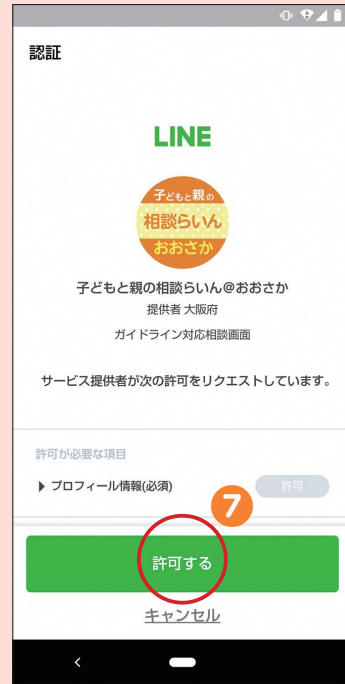 認証
LINE
子どもと親の
相談らいん
おおさか
子どもと親の相談らいん@おおさか
提供者 大阪府
ガイドライン対応相談画面
サービス提供者が次の許可をリクエストしています。
許可が必要な項目
▶ プロフィール情報(必須) 許可
7
許可する
キャンセル